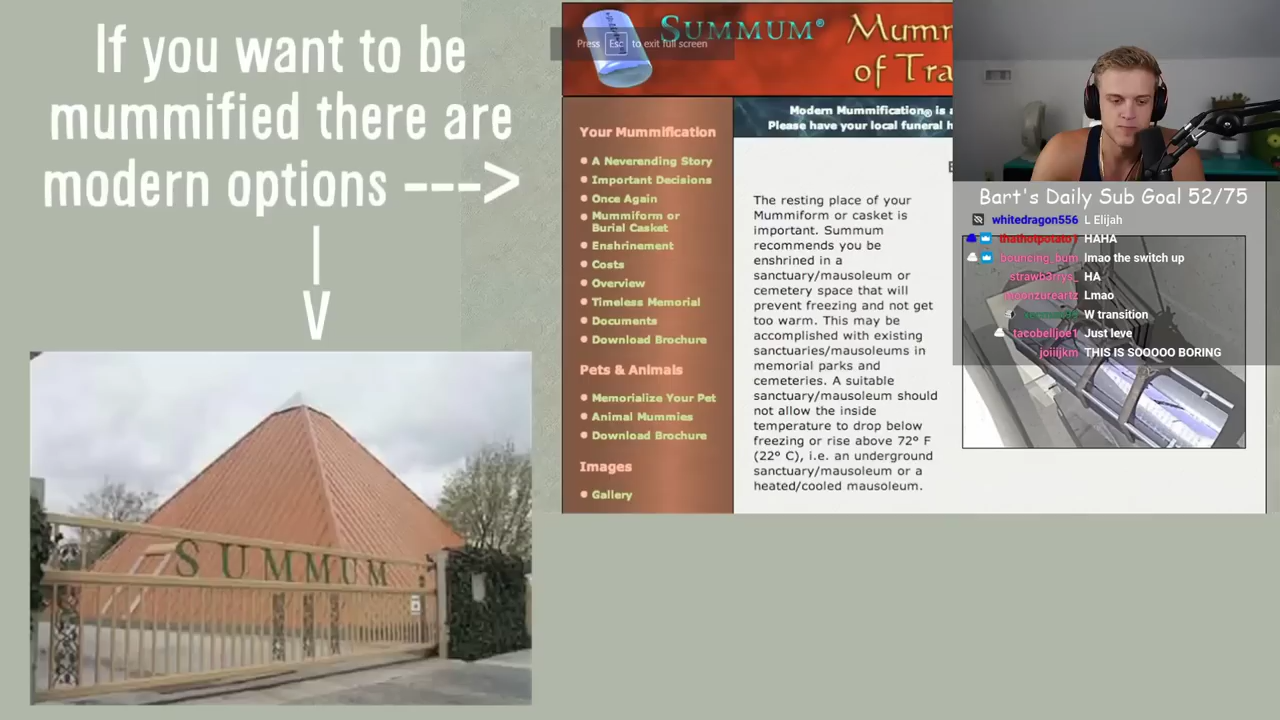 If you want to be
mummified there are
modern options --->
|
V
SUMMUM
SUMMUM®
of Tra
Press Esc to exit full screen
Modern Mummification® is
Please have your local funeral
Your Mummification
A Neverending Story
Important Decisions
Once Again
Mummiform or
Burial Casket
Enshrinement
Costs
Overview
Timeless Memorial
Documents
Download Brochure
Pets & Animals
Memorialize Your Pet
Animal Mummies
Download Brochure
Images
Gallery
The resting place of your
Mummiform or casket is
important. Summum
recommends you be
enshrined in a
sanctuary/mausoleum or
cemetery space that will
prevent freezing and not get
too warm. This may be
accomplished with existing
sanctuaries/mausoleums in
memorial parks and
cemeteries. A suitable
sanctuary/mausoleum should
not allow the inside
temperature to drop below
freezing or rise above 72° F
(22° C), i.e. an underground
sanctuary/mausoleum or a
heated/cooled mausoleum.
Bart's Daily Sub Goal 52/75
whitedragon556 L Elijah
thathotpotato7 HAHA
bouncing_bum lmao the switch up
strawb3rrys_ HA
moonzureartz Lmao
W transition
tacobelljoe1 Just leve
joiiijkm THIS IS SOOOOO BORING